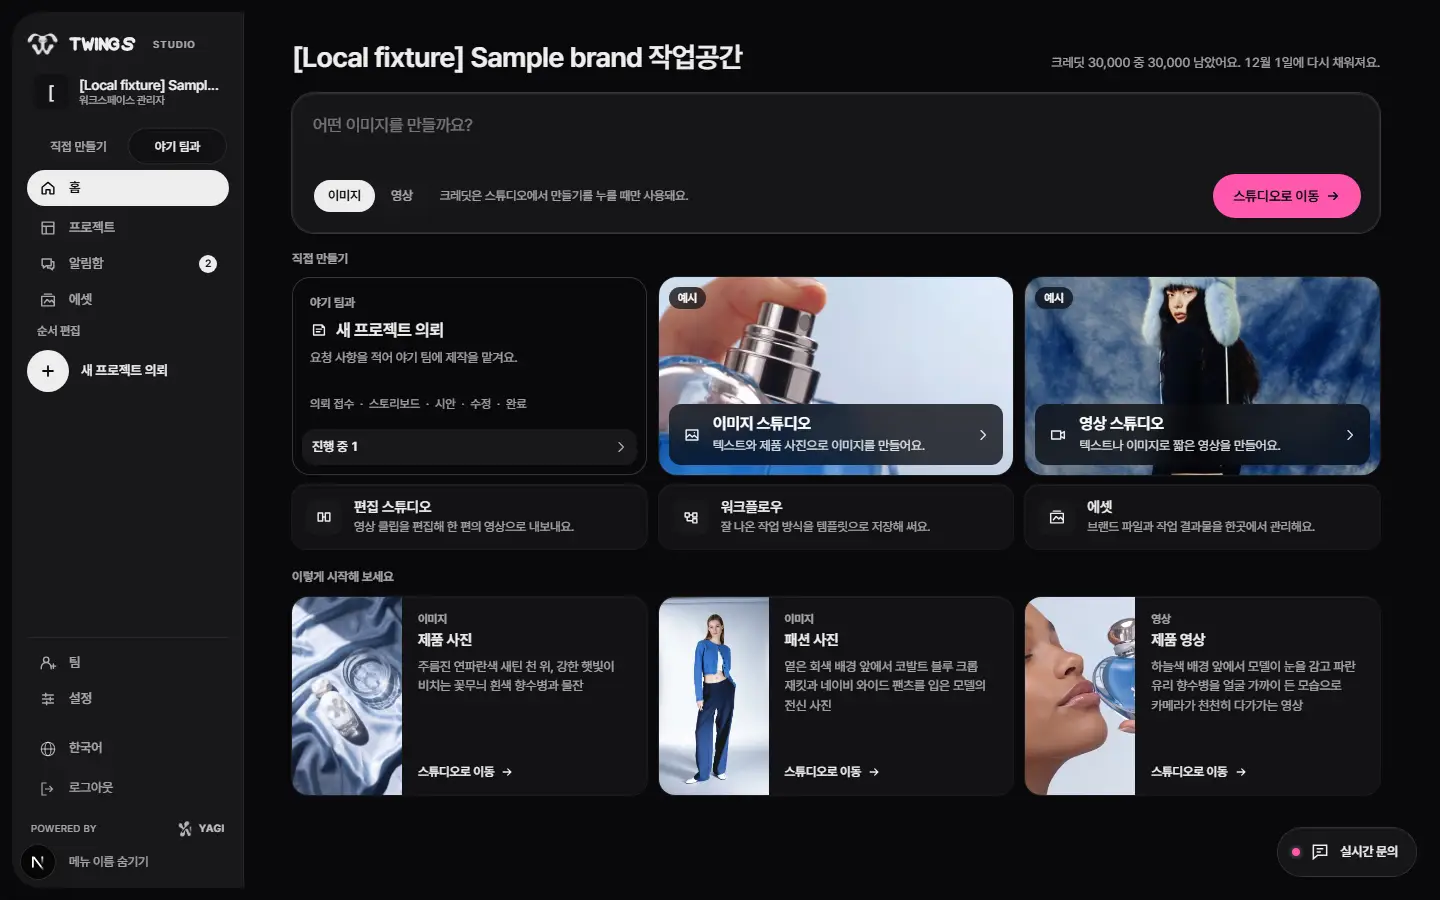 TWINGS STUDIO
[
[Local fixture] Sampl...
워크스페이스 관리자
직접 만들기
야기 팀과
홈
프로젝트
알림함
2
에셋
순서 편집
새 프로젝트 의뢰
팀
설정
한국어
로그아웃
POWERED BY
YAGI
N
메뉴 이름 숨기기
[Local fixture] Sample brand 작업공간
크레딧 30,000 중 30,000 남았어요. 12월 1일에 다시 채워져요.
어떤 이미지를 만들까요?
이미지
영상
크레딧은 스튜디오에서 만들기를 누를 때만 사용돼요.
스튜디오로 이동
직접 만들기
야기 팀과
새 프로젝트 의뢰
요청 사항을 적어 야기 팀에 제작을 맡겨요.
의뢰 접수 · 스토리보드 · 시안 · 수정 · 완료
진행 중 1
예시
이미지 스튜디오
텍스트와 제품 사진으로 이미지를 만들어요.
예시
영상 스튜디오
텍스트나 이미지로 짧은 영상을 만들어요.
편집 스튜디오
영상 클립을 편집해 한 편의 영상으로 내보내요.
워크플로우
잘 나온 작업 방식을 템플릿으로 저장해 써요.
에셋
브랜드 파일과 작업 결과물을 한곳에서 관리해요.
이렇게 시작해 보세요
이미지
제품 사진
주름진 연파란색 새틴 천 위, 강한 햇빛이
비치는 꽃무늬 흰색 향수병과 물잔
스튜디오로 이동
이미지
패션 사진
옅은 회색 배경 앞에서 코발트 블루 크롭
재킷과 네이비 와이드 팬츠를 입은 모델의
전신 사진
스튜디오로 이동
영상
제품 영상
하늘색 배경 앞에서 모델이 눈을 감고 파란
유리 향수병을 얼굴 가까이 든 모습으로
카메라가 천천히 다가가는 영상
스튜디오로 이동
실시간 문의